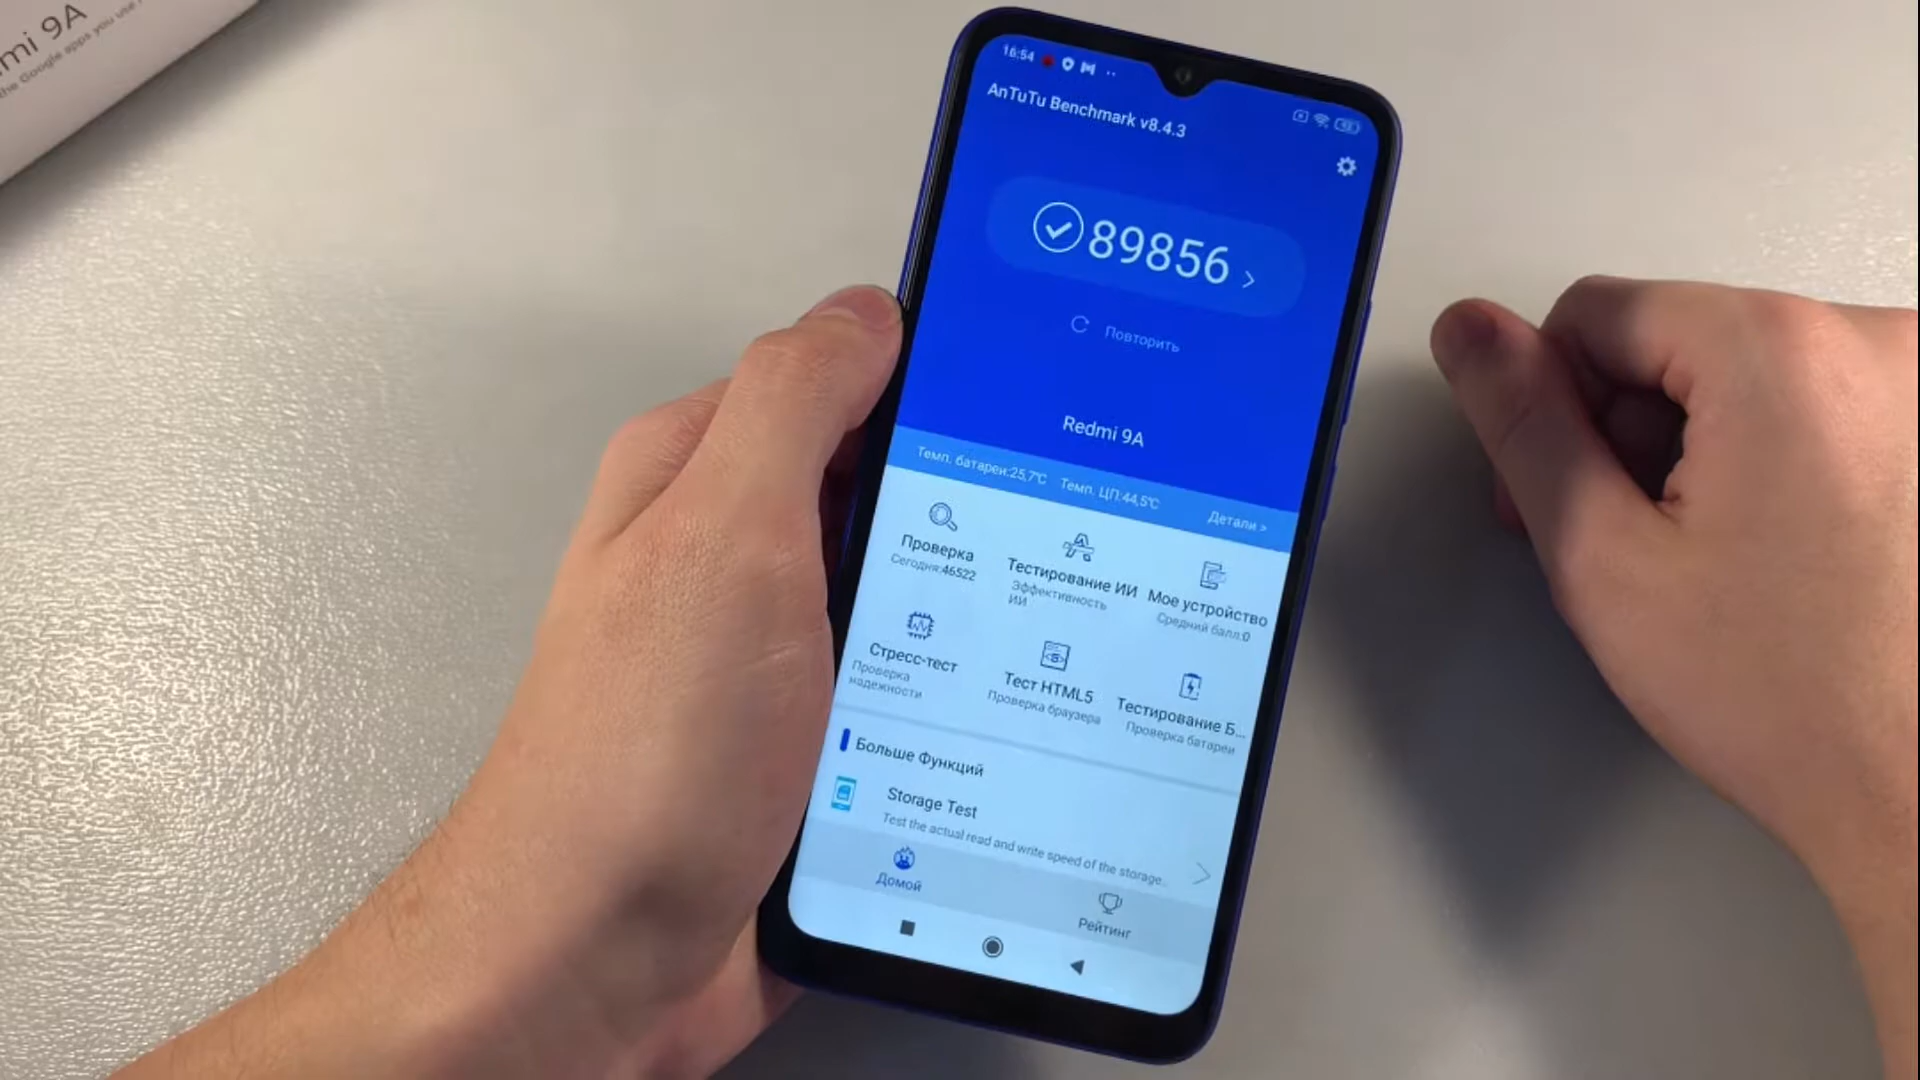 mi 9A
the Google apps you use
16:54
AnTuTu Benchmark v8.4.3
89856
Повторить
Redmi 9A
Темп. батареи:25,7℃ Темп. ЦП:44,5℃ Детали >
Проверка
Сегодня:46522
Тестирование ИИ
Эффективность
ИИ
Мое устройство
Средний балл:0
Стресс-тест
Проверка
надежности
Тест HTML5
Проверка браузера
Тестирование Б...
Проверка батареи
Больше Функций
Storage Test
Test the actual read and write speed of the storage...
Домой
Рейтинг